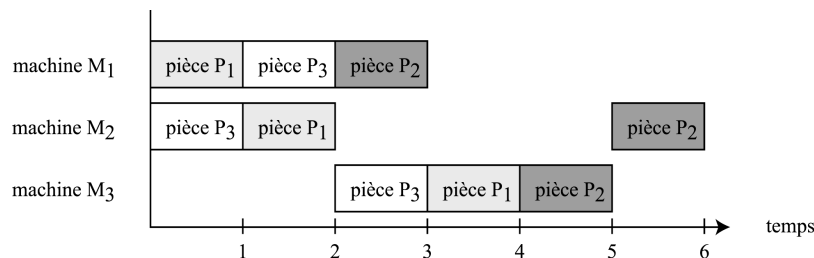 machine M1 pièce P1 pièce P3 pièce P2
machine M2 pièce P3 pièce P1 pièce P2
machine M3 pièce P3 pièce P1 pièce P2
temps
1 2 3 4 5 6